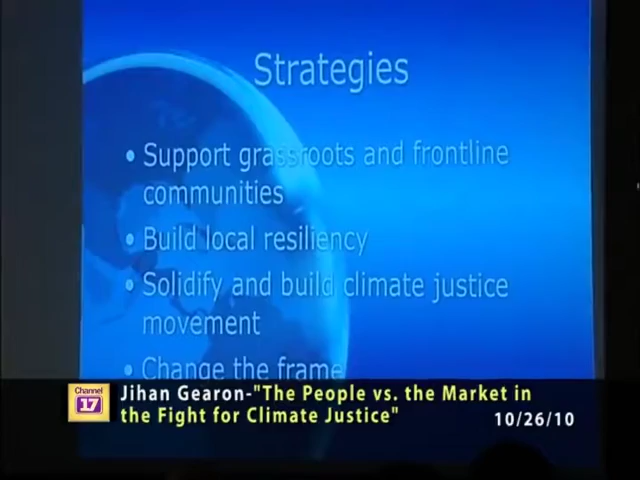 Strategies
• Support grassroots and frontline
communities
• Build local resiliency
• Solidify and build climate justice
movement
• Change the frame
Channel
17
Jihan Gearon-"The People vs. the Market in
the Fight for Climate Justice"
10/26/10